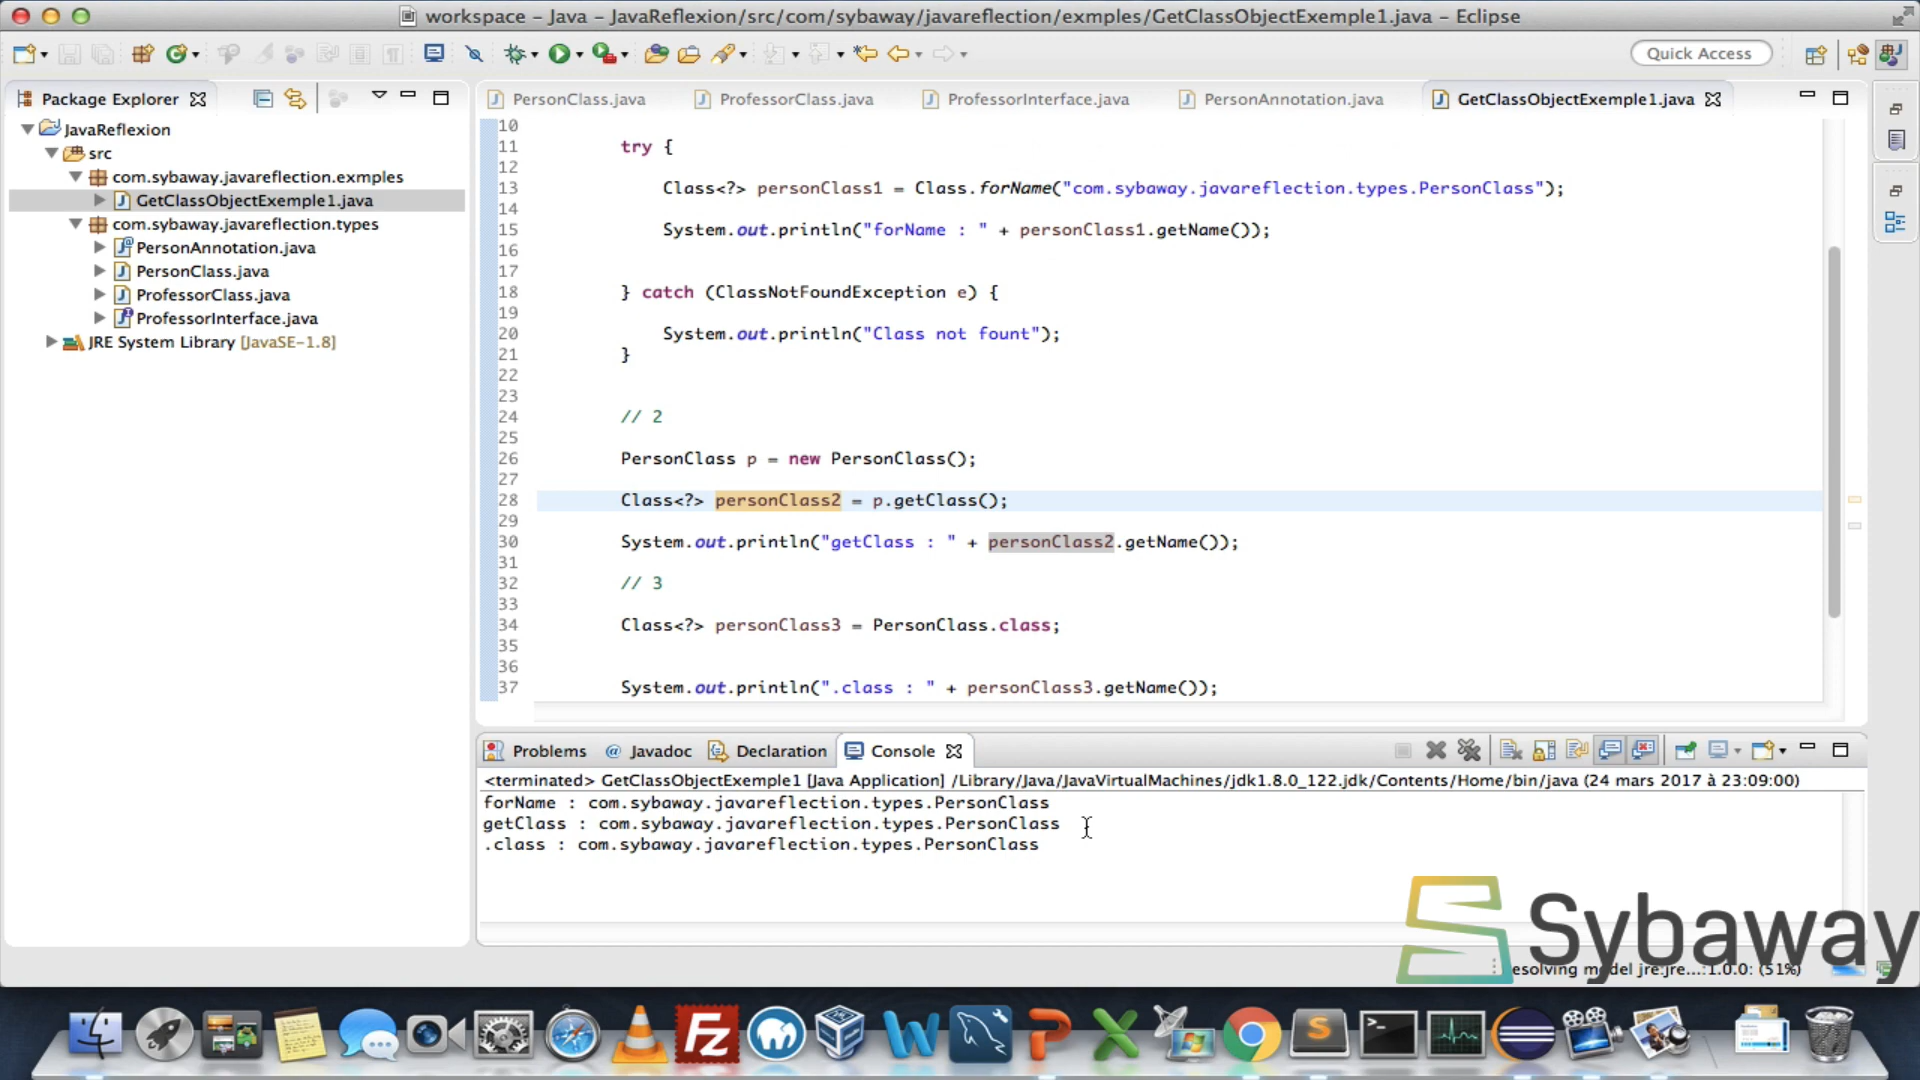 workspace – Java – JavaReflexion/src/com/sybaway/javareflection/exmples/GetClassObjectExemple1.java – Eclipse
Quick Access
Package Explorer
JavaReflexion
src
com.sybaway.javareflection.exmples
GetClassObjectExemple1.java
com.sybaway.javareflection.types
PersonAnnotation.java
PersonClass.java
ProfessorClass.java
ProfessorInterface.java
JRE System Library [JavaSE-1.8]
PersonClass.java
ProfessorClass.java
ProfessorInterface.java
PersonAnnotation.java
GetClassObjectExemple1.java
10
11 try {
12
13 Class<?> personClass1 = Class.forName("com.sybaway.javareflection.types.PersonClass");
14
15 System.out.println("forName : " + personClass1.getName());
16
17
18 } catch (ClassNotFoundException e) {
19
20 System.out.println("Class not fount");
21 }
22
23
24 // 2
25
26 PersonClass p = new PersonClass();
27
28 Class<?> personClass2 = p.getClass();
29
30 System.out.println("getClass : " + personClass2.getName());
31
32 // 3
33
34 Class<?> personClass3 = PersonClass.class;
35
36
37 System.out.println(".class : " + personClass3.getName());
Problems
@ Javadoc
Declaration
Console
<terminated> GetClassObjectExemple1 [Java Application] /Library/Java/JavaVirtualMachines/jdk1.8.0_122.jdk/Contents/Home/bin/java (24 mars 2017 à 23:09:00)
forName : com.sybaway.javareflection.types.PersonClass
getClass : com.sybaway.javareflection.types.PersonClass
.class : com.sybaway.javareflection.types.PersonClass
Sybaway
esolving model jre:jre...:1.0.0: (51%)